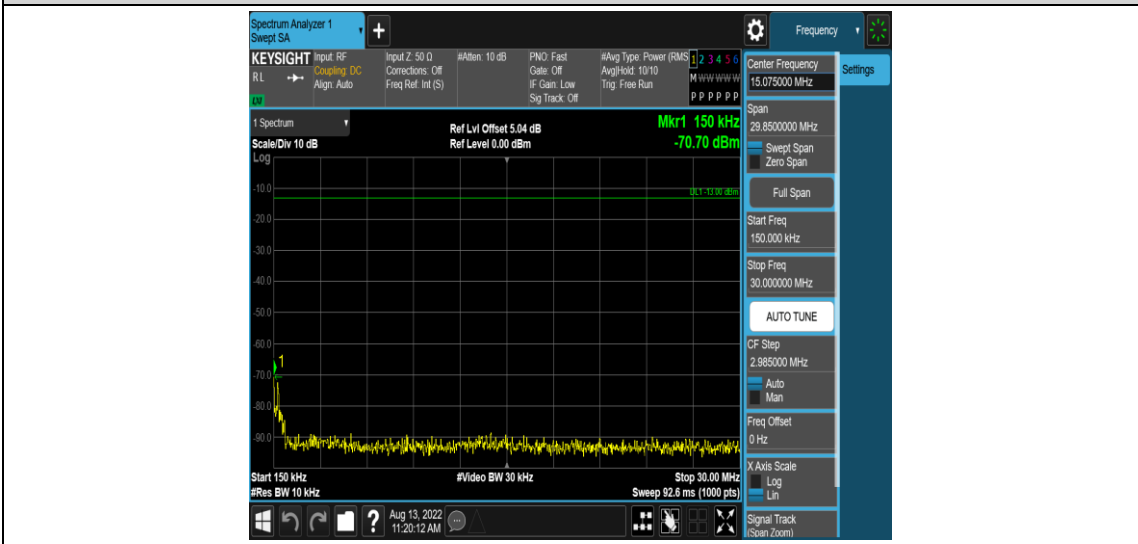 Spectrum Analyzer 1
Swept SA
+
Frequency
KEYSIGHT
RL
LXI
Input: RF
Coupling: DC
Align: Auto
Input Z: 50 Ω
Corrections: Off
Freq Ref: Int (S)
#Atten: 10 dB
PNO: Fast
Gate: Off
IF Gain: Low
Sig Track: Off
#Avg Type: Power (RMS
Avg|Hold: 10/10
Trig: Free Run
1 2 3 4 5 6
M W W W W W
P P P P P P
1 Spectrum
Scale/Div 10 dB
Log
Ref Lvl Offset 5.04 dB
Ref Level 0.00 dBm
Mkr1 150 kHz
-70.70 dBm
DL1 -13.00 dBm
-10.0
-20.0
-30.0
-40.0
-50.0
-60.0
-70.0
-80.0
-90.0
1
Start 150 kHz
#Res BW 10 kHz
#Video BW 30 kHz
Stop 30.00 MHz
Sweep 92.6 ms (1000 pts)
Aug 13, 2022
11:20:12 AM
?
Center Frequency
15.075000 MHz
Settings
Span
29.8500000 MHz
Swept Span
Zero Span
Full Span
Start Freq
150.000 kHz
Stop Freq
30.000000 MHz
AUTO TUNE
CF Step
2.985000 MHz
Auto
Man
Freq Offset
0 Hz
X Axis Scale
Log
Lin
Signal Track
(Span Zoom)